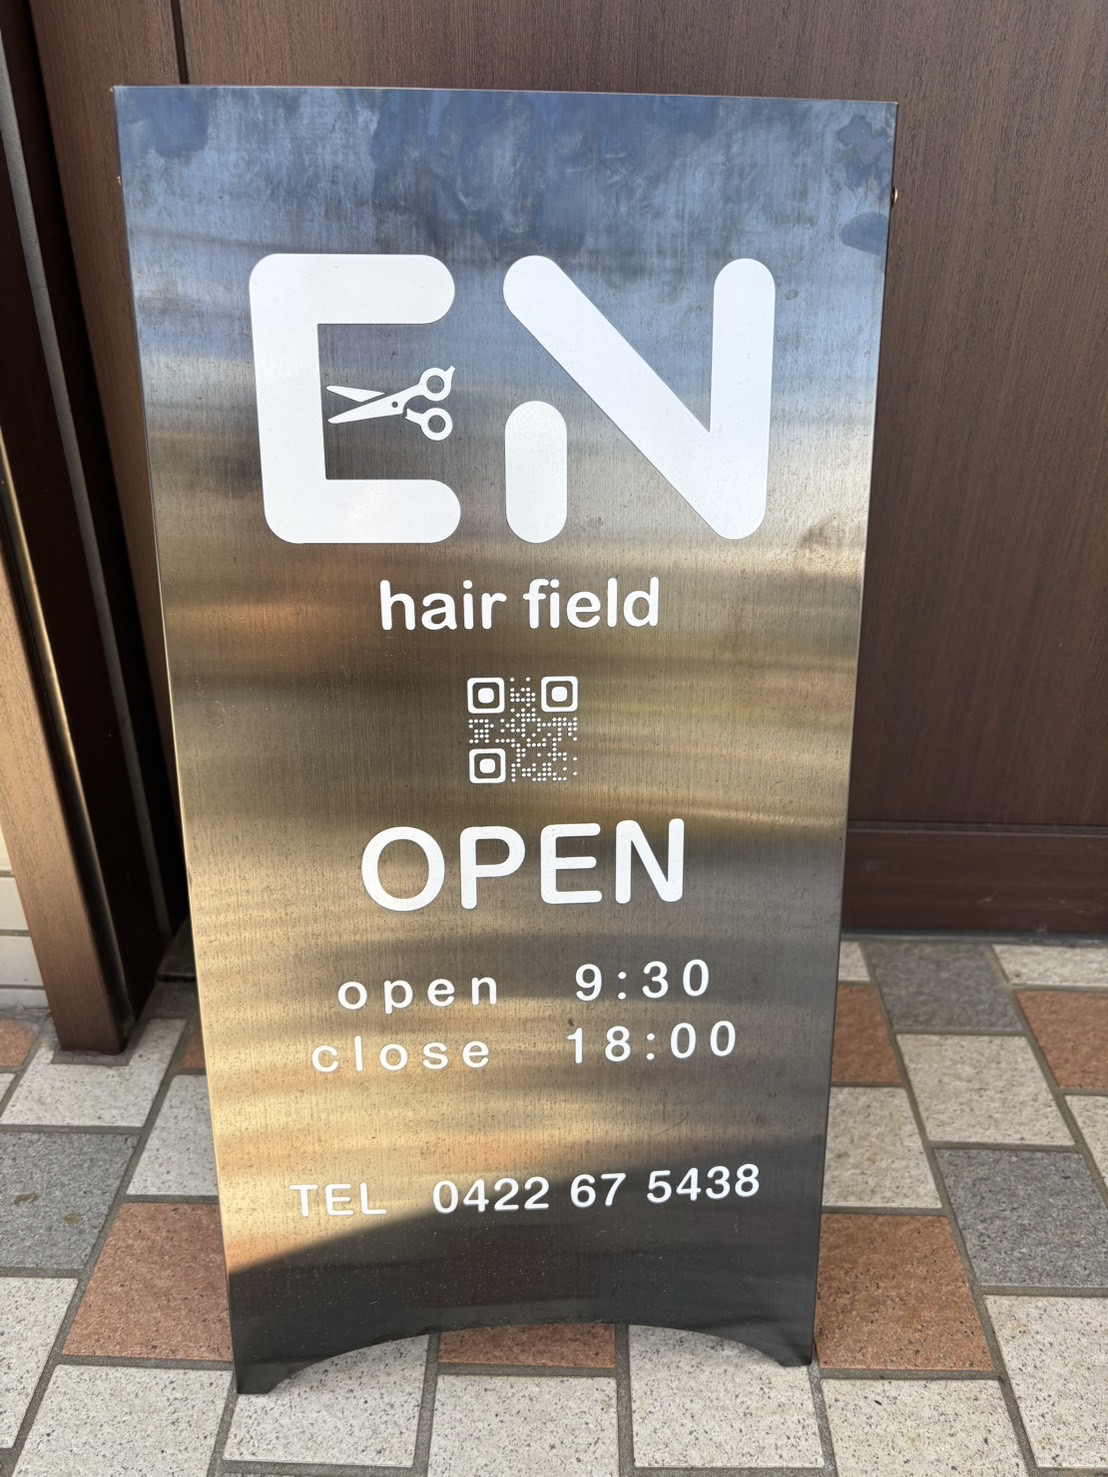 EN
hair field
OPEN
open 9:30
close 18:00
TEL 0422 67 5438